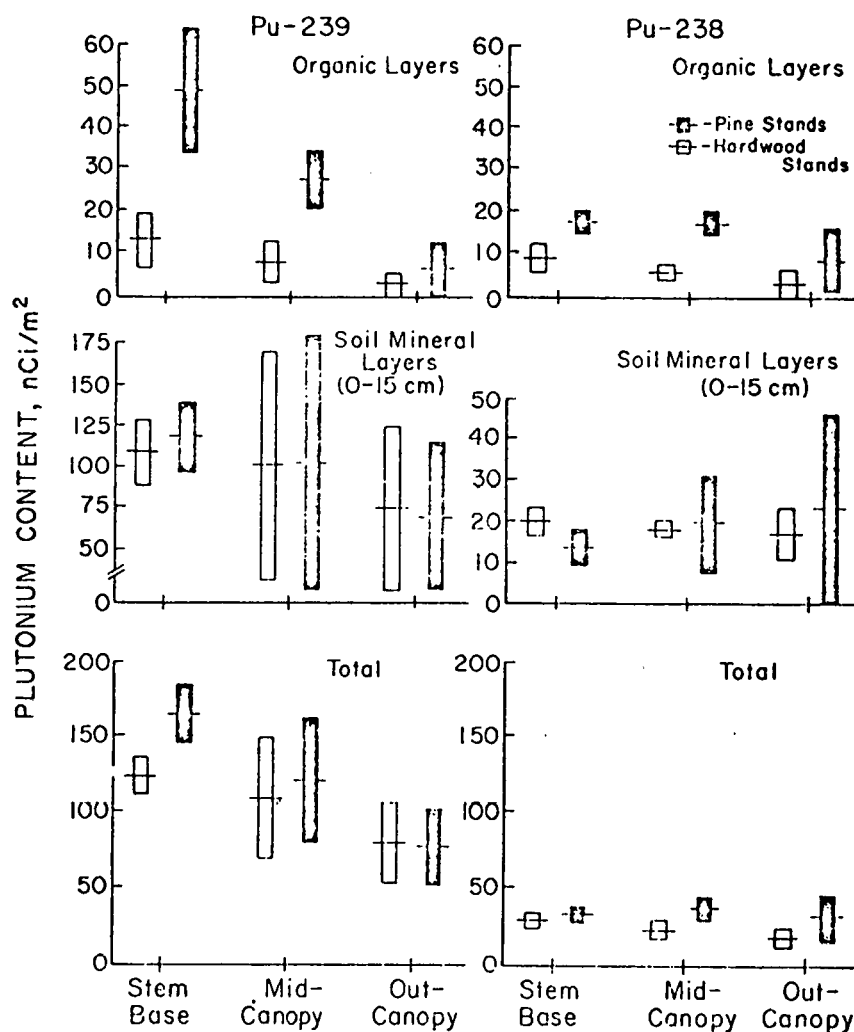 Pu-239
Organic Layers
60
50
40
30
20
10
0
Pu-238
Organic Layers
-Pine Stands
-Hardwood
Stands
60
50
40
30
20
10
0
PLUTONIUM CONTENT, nCi/m²
Soil Mineral
Layers
(0-15 cm)
175
150
125
100
75
50
0
Soil Mineral Layers
(0-15 cm)
50
40
30
20
10
0
Total
200
150
100
50
0
Stem
Base
Mid-
Canopy
Out-
Canopy
Total
200
150
100
50
0
Stem
Base
Mid-
Canopy
Out-
Canopy